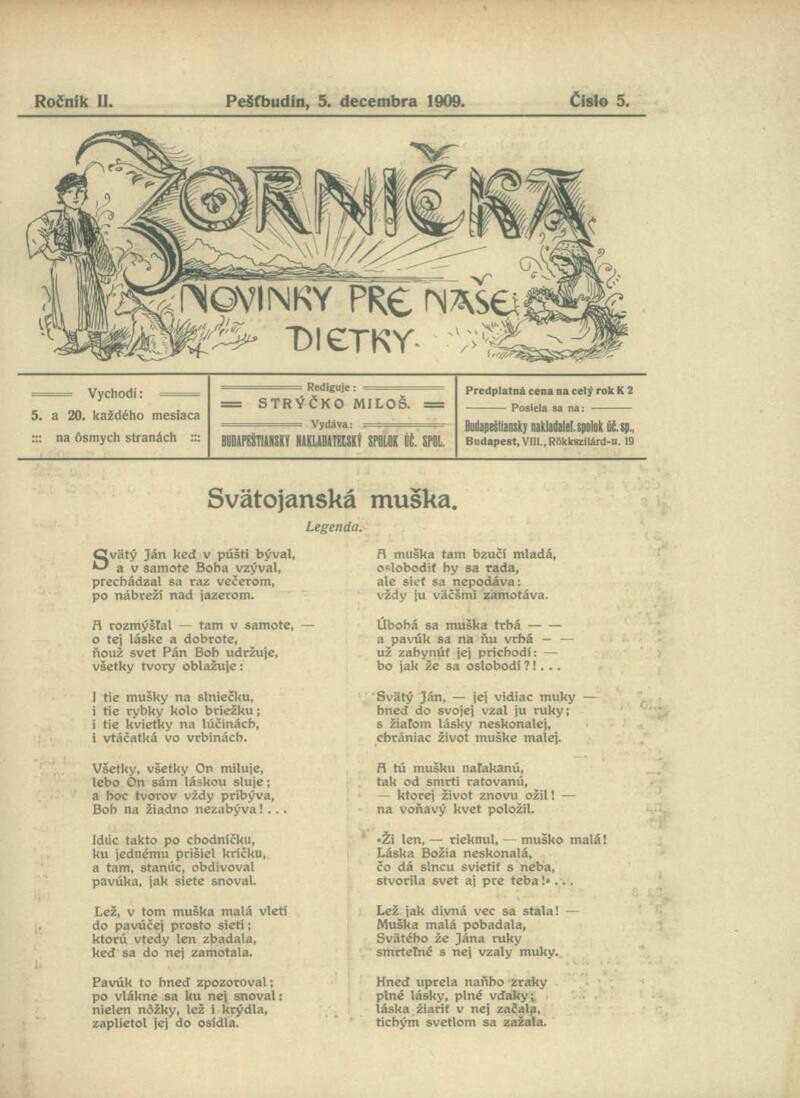 Ročník II.
Pešťbudín, 5. decembra 1909.
Číslo 5.
ZORNIČKA
NOVINKY PRE NAŠE
DIETKY.
Vychodí:
5. a 20. každého mesiaca
::: na ôsmych stranách :::
Rediguje:
STRÝČKO MILOŠ.
Vydáva:
BUDAPEŠTIANSKY NAKLADATEĽSKÝ SPOLOK ÚČ. SPOL.
Predplatná cena na celý rok K 2
Posiela sa na:
Budapeštiansky nakladateľ. spolok úč. sp.,
Budapest, VIII., Rökkszilárd-u. 19
Svätojanská muška.
Legenda.
Svätý Ján keď v púšti býval,
a v samote Boha vzýval,
prechádzal sa raz večerom,
po nábreží nad jazerom.
A rozmýšľal — tam v samote, —
o tej láske a dobrote,
ňouž svet Pán Boh udržuje,
všetky tvory oblažuje:
I tie mušky na slniečku,
i tie rybky kolo briežku;
i tie kvietky na lúčinách,
i vtáčatká vo vrbinách.
Všetky, všetky On miluje,
lebo On sám láskou sluje;
a hoc tvorov vždy pribýva,
Boh na žiadno nezabýva!...
Idúc takto po chodníčku,
ku jednému prišiel kríčku,
a tam, stanúc, obdivoval
pavúka, jak siete snoval.
Lež, v tom muška malá vletí
do pavúčej prosto sieti;
ktorú vtedy len zbadala,
keď sa do nej zamotala.
Pavúk to hneď zpozoroval;
po vlákne sa ku nej snoval:
nielen nôžky, lež i krýdla,
zaplietol jej do osídla.
A muška tam bzučí mladá,
oslobodiť by sa rada,
ale sieť sa nepodáva:
vždy ju väčšmi zamotáva.
Úbohá sa muška trhá — —
a pavúk sa na ňu vrhá — —
už zahynúť jej prichodí: —
bo jak že sa oslobodí?!...
Svätý Ján, — jej vidiac muky —
hneď do svojej vzal ju ruky;
s žiaľom lásky neskonalej,
chrániac život muške malej.
A tú mušku naľakanú,
tak od smrti ratovanú,
— ktorej život znovu ožil! —
na voňavý kvet položil.
»Ži len, — rieknul, — muško malá!
Láska Božia neskonalá,
čo dá slncu svietiť s neba,
stvorila svet aj pre teba!«...
Lež jak divná vec sa stala! —
Muška malá pobadala,
Svätého že Jána ruky
smrteľné s nej vzaly muky.
Hneď uprela naňho zraky
plné lásky, plné vďaky;
láska žiariť v nej začala,
tichým svetlom sa zažala.